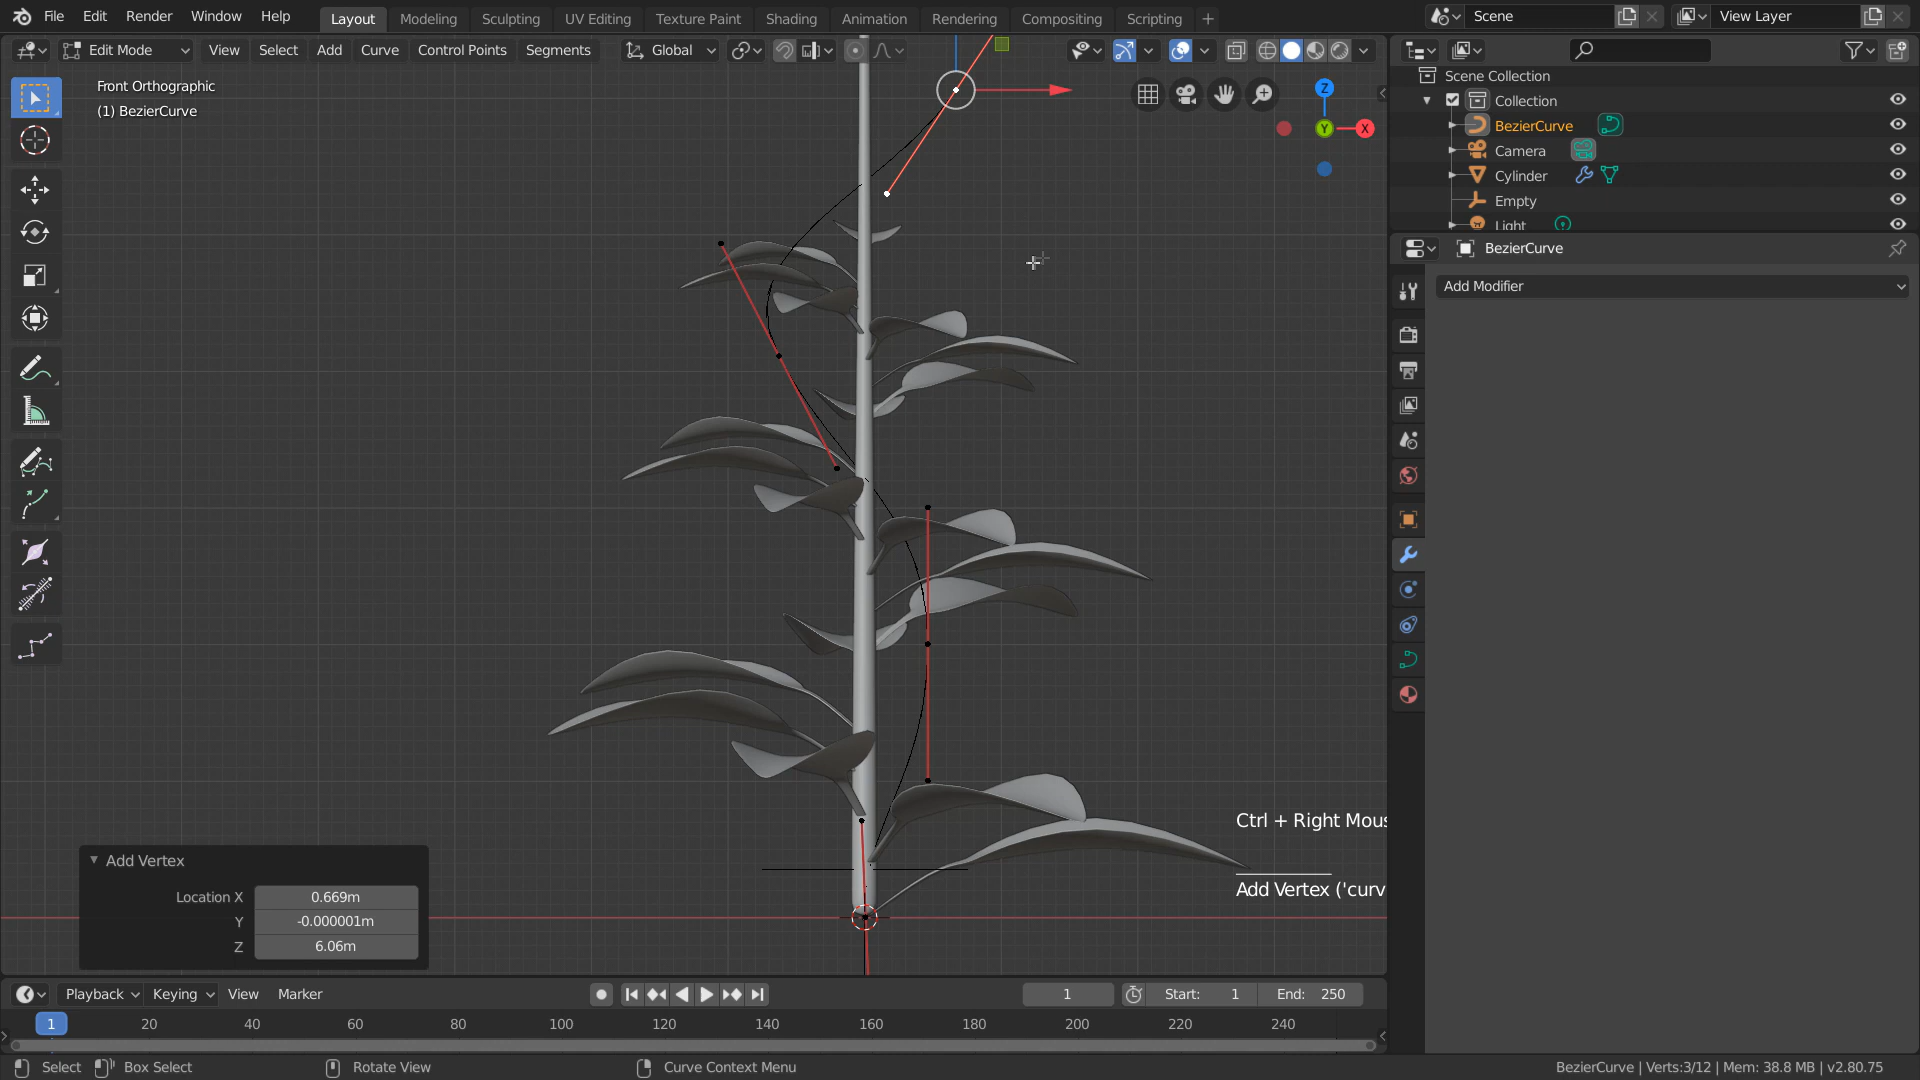 File Edit Render Window Help Layout Modeling Sculpting UV Editing Texture Paint Shading Animation Rendering Compositing Scripting + Scene View Layer
Edit Mode View Select Add Curve Control Points Segments Global
Front Orthographic
(1) BezierCurve
Z
Y
X
Scene Collection
Collection
BezierCurve
Camera
Cylinder
Empty
Light
BezierCurve
Add Modifier
Ctrl + Right Mous
Add Vertex ('curv
Add Vertex
Location X 0.669m
Y -0.000001m
Z 6.06m
Playback Keying View Marker 1 Start: 1 End: 250
1 20 40 60 80 100 120 140 160 180 200 220 240
Select Box Select Rotate View Curve Context Menu BezierCurve | Verts:3/12 | Mem: 38.8 MB | v2.80.75